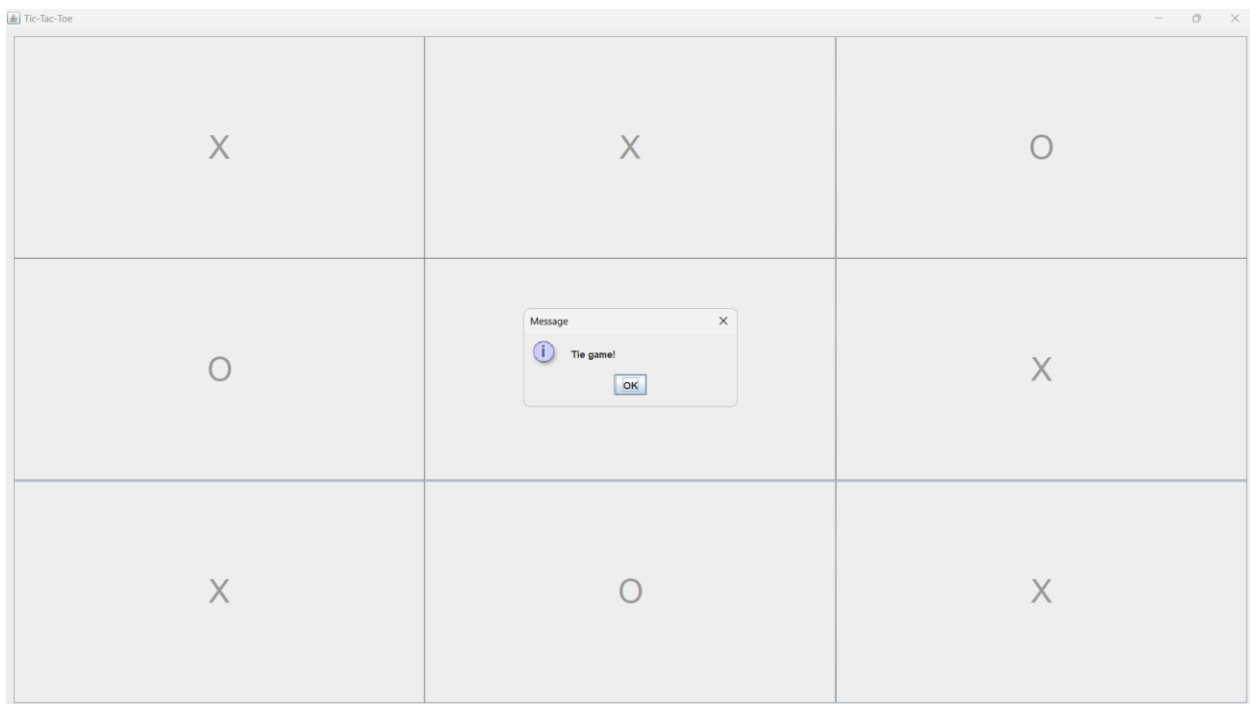 Tic-Tac-Toe
X X O
Message
i Tie game!
O X
OK
X O X